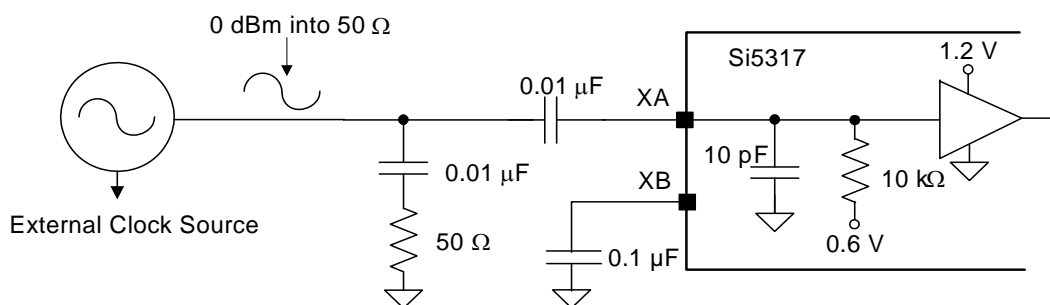 0 dBm into 50 Ω
Si5317
1.2 V
0.01 μF
XA
10 pF
0.01 μF
XB
10 kΩ
External Clock Source
50 Ω
0.1 µF
0.6 V